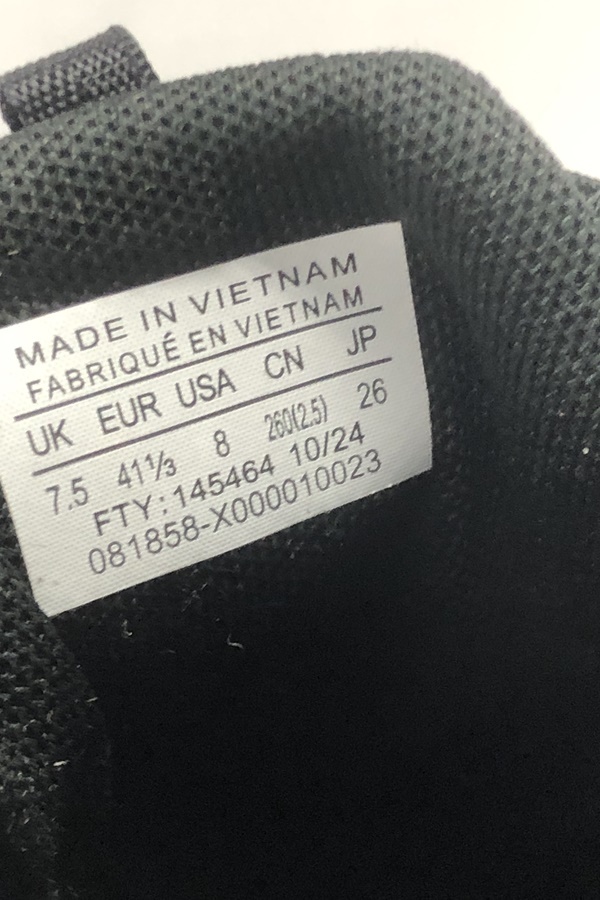 MADE IN VIETNAM
FABRIQUÉ EN VIETNAM
UK EUR USA CN JP
7.5 41⅓ 8 260(2.5) 26
FTY:145464 10/24
081858-X000010023